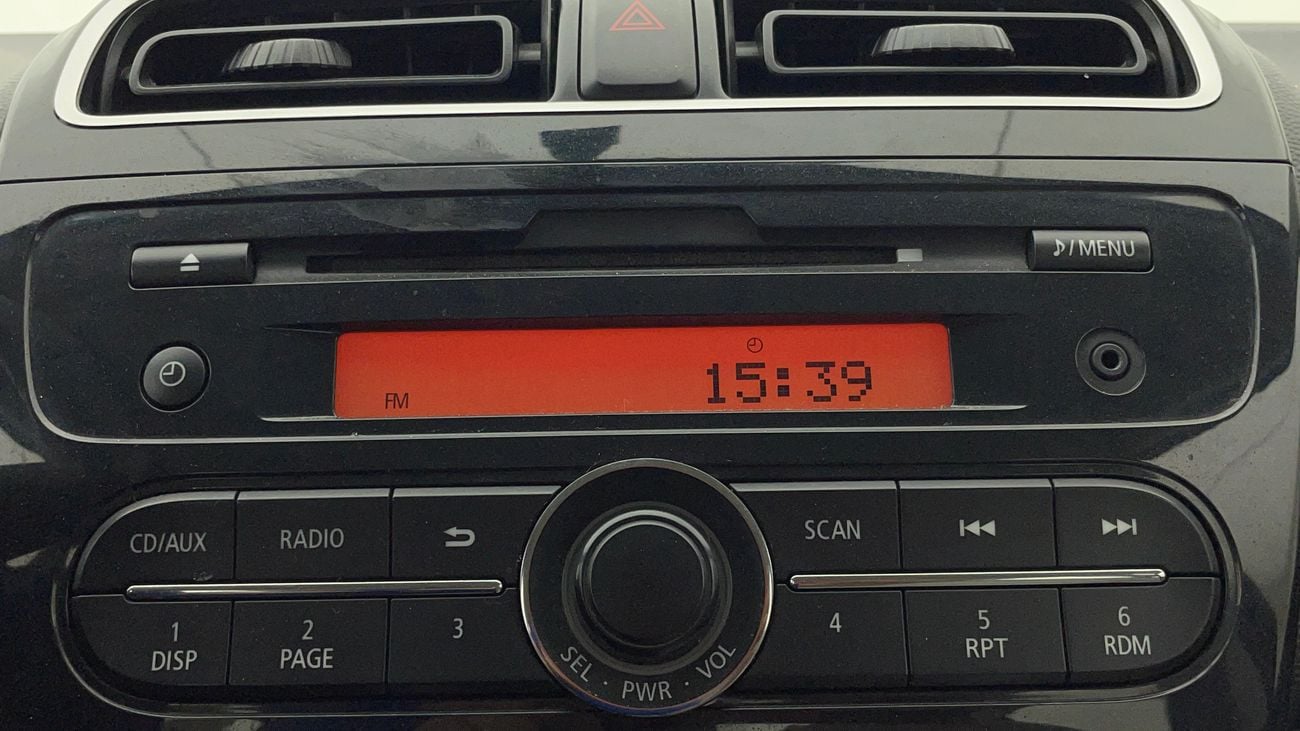 ♪/MENU
15:39
FM
CD/AUX
RADIO
SCAN
1
DISP
2
PAGE
3
4
5
RPT
6
RDM
SEL · PWR · VOL